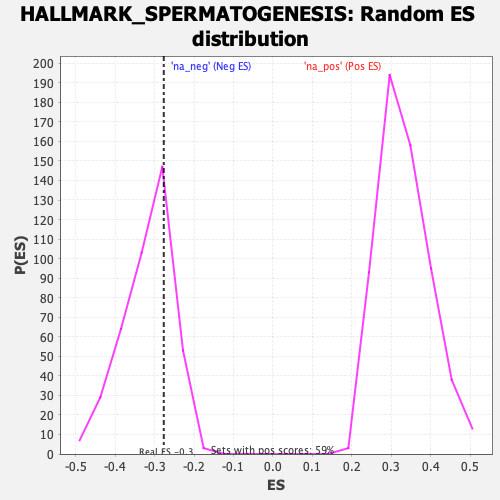 HALLMARK_SPERMATOGENESIS: Random ES
distribution
'na_neg' (Neg ES)
'na_pos' (Pos ES)
200
190
180
170
160
150
140
130
120
110
100
90
80
70
60
50
40
30
20
10
0
P(ES)
Real ES -0.3
Sets with pos scores: 59%
-0.5 -0.4 -0.3 -0.2 -0.1 0.0 0.1 0.2 0.3 0.4 0.5
ES